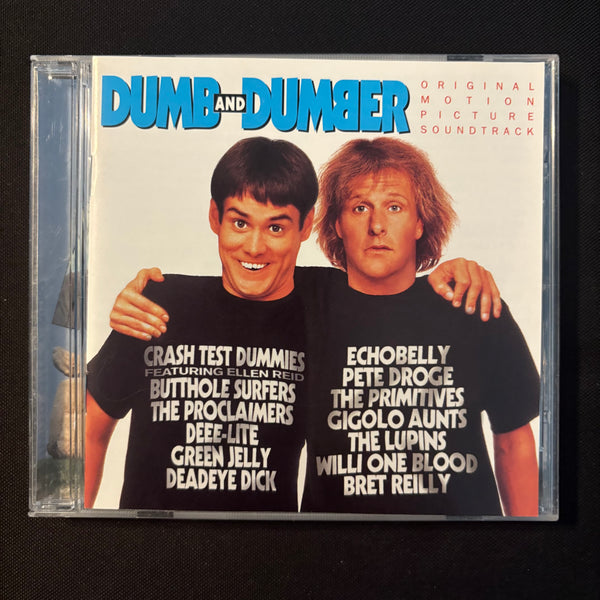 DUMB AND DUMBER
ORIGINAL
MOTION
PICTURE
SOUNDTRACK
CRASH TEST DUMMIES
FEATURING ELLEN REID
BUTTHOLE SURFERS
THE PROCLAIMERS
DEEE-LITE
GREEN JELLY
DEADEYE DICK
ECHOBELLY
PETE DROGE
THE PRIMITIVES
GIGOLO AUNTS
THE LUPINS
WILLI ONE BLOOD
BRET REILLY